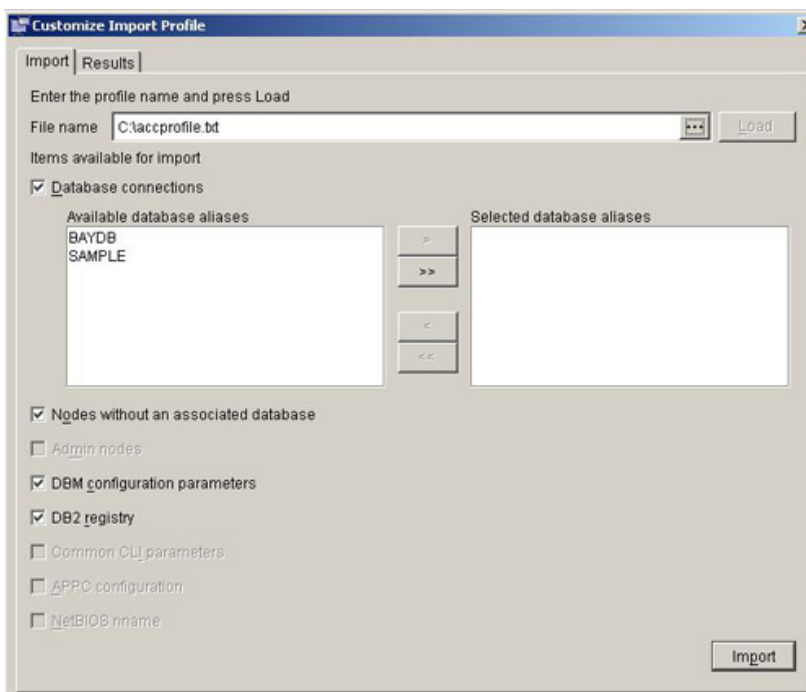 Customize Import Profile
Import Results
Enter the profile name and press Load
File name C:\accprofile.txt ... Load
Items available for import
Database connections
Available database aliases Selected database aliases
BAYDB
SAMPLE
>
>>
<
<<
Nodes without an associated database
Admin nodes
DBM configuration parameters
DB2 registry
Common CLI parameters
APPC configuration
NetBIOS nname
Import